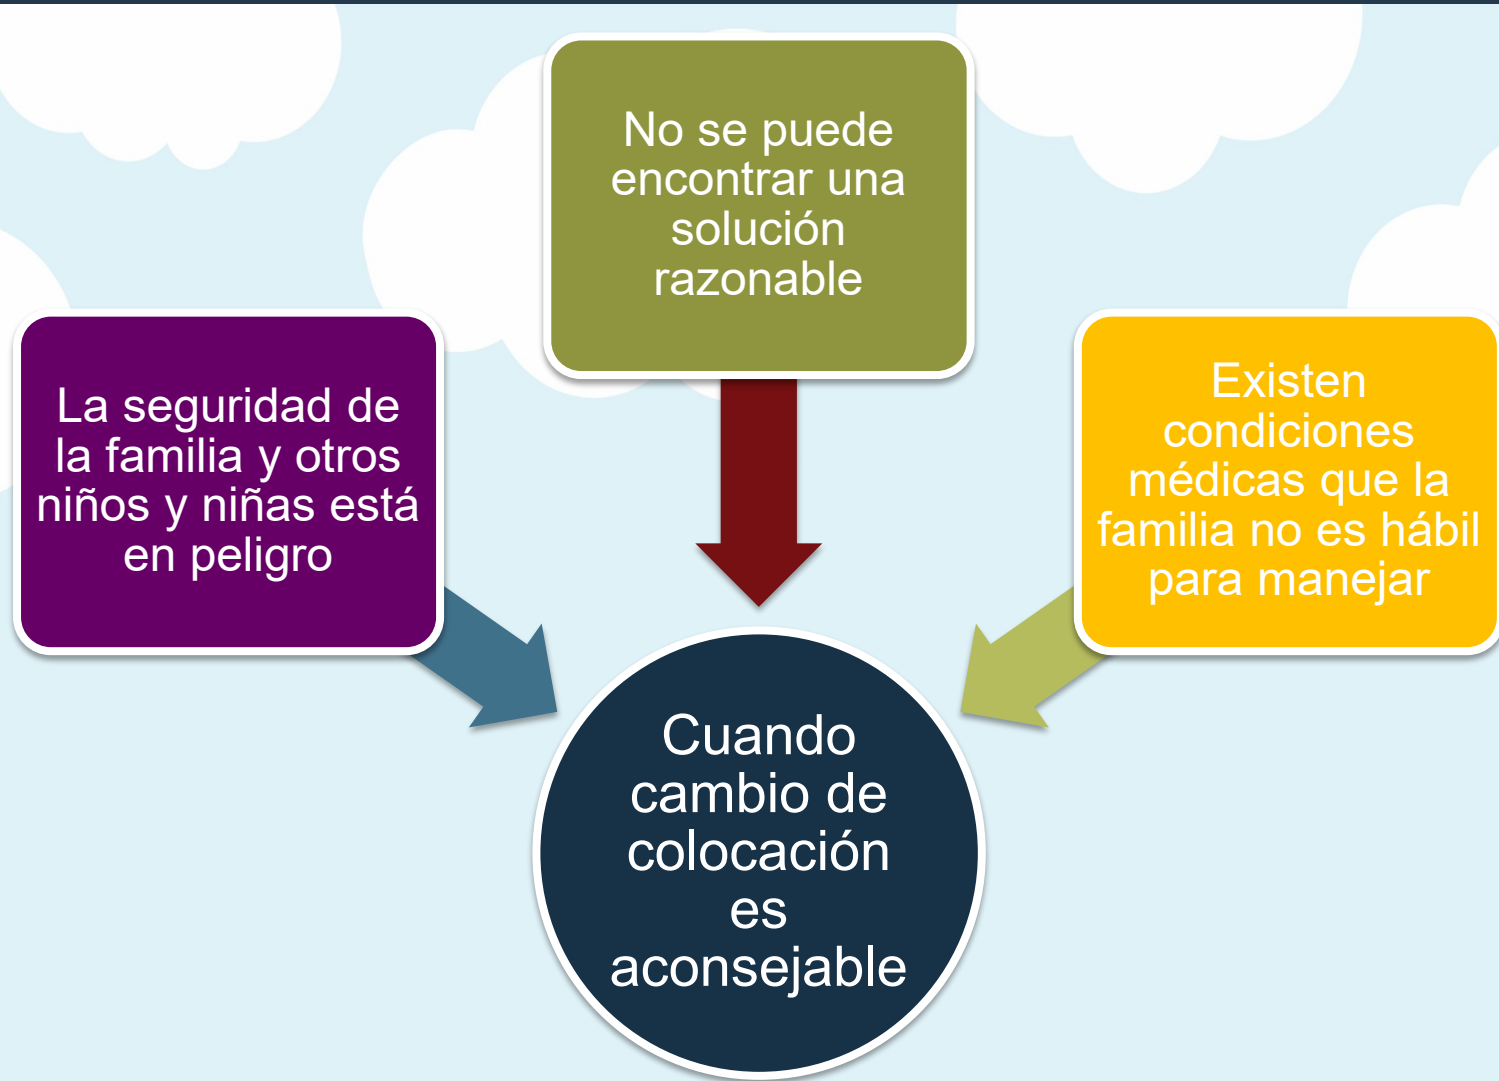 No se puede
encontrar una
solución
razonable
La seguridad de
la familia y otros
niños y niñas está
en peligro
Existen
condiciones
médicas que la
familia no es hábil
para manejar
Cuando
cambio de
colocación
es
aconsejable